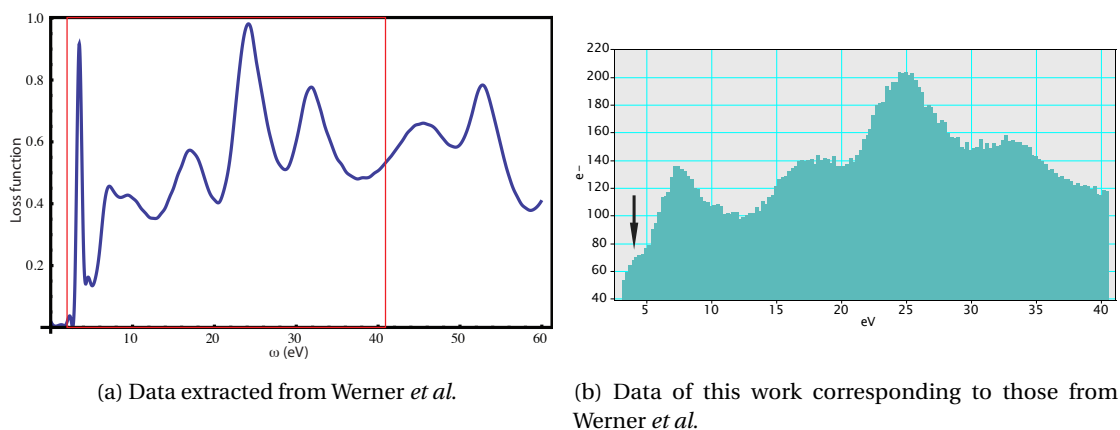 1.0
0.8
0.6
0.4
0.2
Loss function
10 20 30 40 50 60
ω (eV)
(a) Data extracted from Werner et al.
220
200
180
160
140
120
100
80
60
40
e-
5 10 15 20 25 30 35 40
eV
(b) Data of this work corresponding to those from
Werner et al.